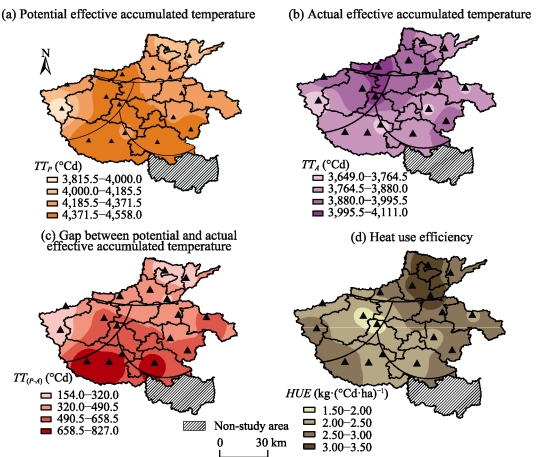 (a) Potential effective accumulated temperature
(b) Actual effective accumulated temperature
N
TTP (°Cd)
3,815.5–4,000.0
4,000.0–4,185.5
4,185.5–4,371.5
4,371.5–4,558.0
TTA (°Cd)
3,649.0–3,764.5
3,764.5–3,880.0
3,880.0–3,995.5
3,995.5–4,111.0
(c) Gap between potential and actual
effective accumulated temperature
(d) Heat use efficiency
TT(P-A) (°Cd)
154.0–320.0
320.0–490.5
490.5–658.5
658.5–827.0
HUE (kg·(°Cd·ha)⁻¹
1.50–2.00
2.00–2.50
2.50–3.00
3.00–3.50
Non-study area
0 30 km